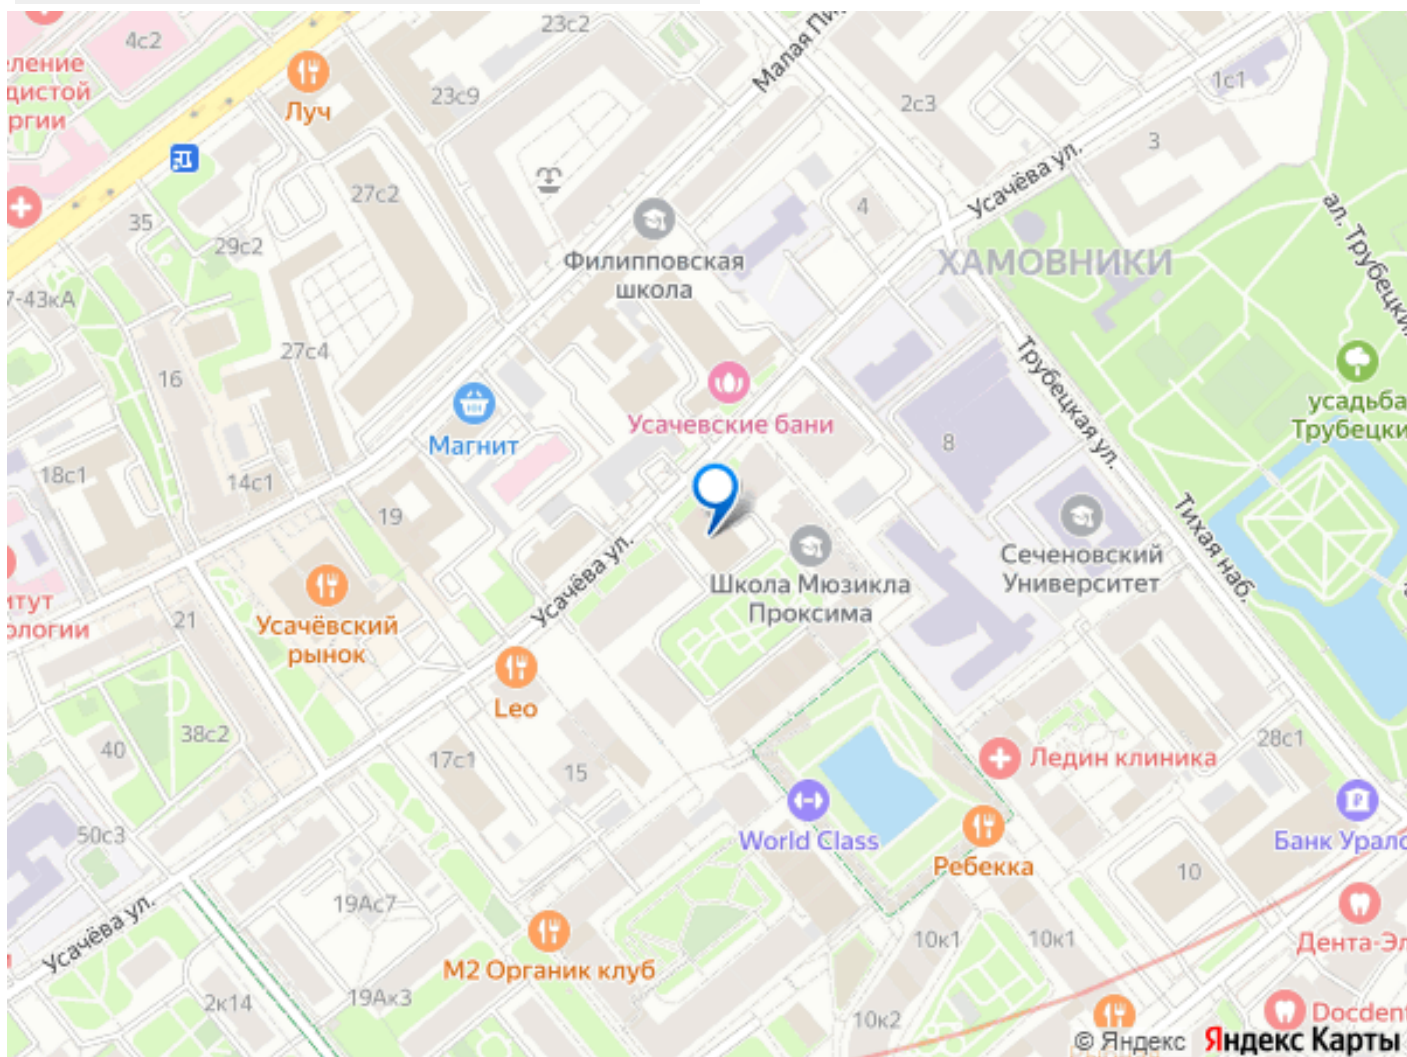 23с2
4с2
еление
дистой
ргии
Луч
23с9
Малая Пи
2с3
1с1
3
Усачёва ул.
27с2
35
29с2
4
Филипповская
школа
ХАМОВНИКИ
ал. Трубецки
7-43кА
27с4
16
Трубецкая ул.
усадьба
Трубецки
Магнит
Усачевские бани
8
18с1
14с1
19
Тихая наб.
Сеченовский
Университет
Усачёва ул.
Школа Мюзикла
Проксима
итут
ологии
21
Усачёвский
рынок
Leo
38с2
40
17с1
15
28с1
Ледин клиника
World Class
Ребекка
Банк Урало
50с3
10
19Ас7
Усачёва ул.
М2 Органик клуб
10к1
10к1
Дента-Эл
2к14
19Ак3
10к2
Docdent
© Яндекс Яндекс Карты